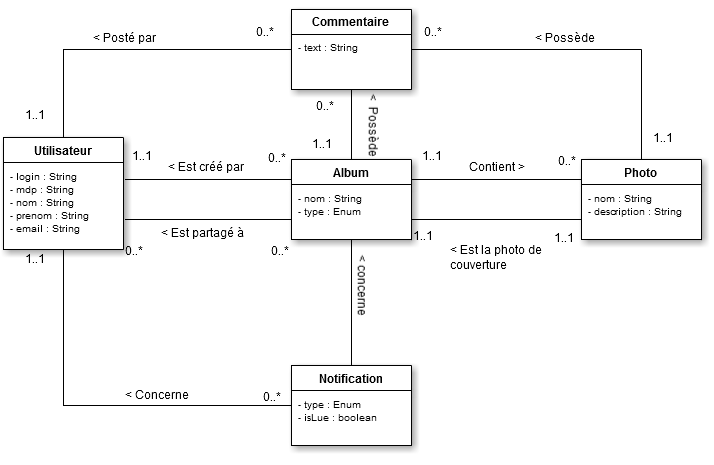 Commentaire
- text : String
< Posté par
0..*
0..*
< Possède
1..1
0..*
< Possède
1..1
1..1
Utilisateur
- login : String
- mdp : String
- nom : String
- prenom : String
- email : String
1..1
< Est créé par
0..*
Album
- nom : String
- type : Enum
1..1
Contient >
0..*
Photo
- nom : String
- description : String
1..1
0..*
< Est partagé à
0..*
1..1
< Est la photo de
couverture
1..1
< concerne
< Concerne
0..*
Notification
- type : Enum
- isLue : boolean